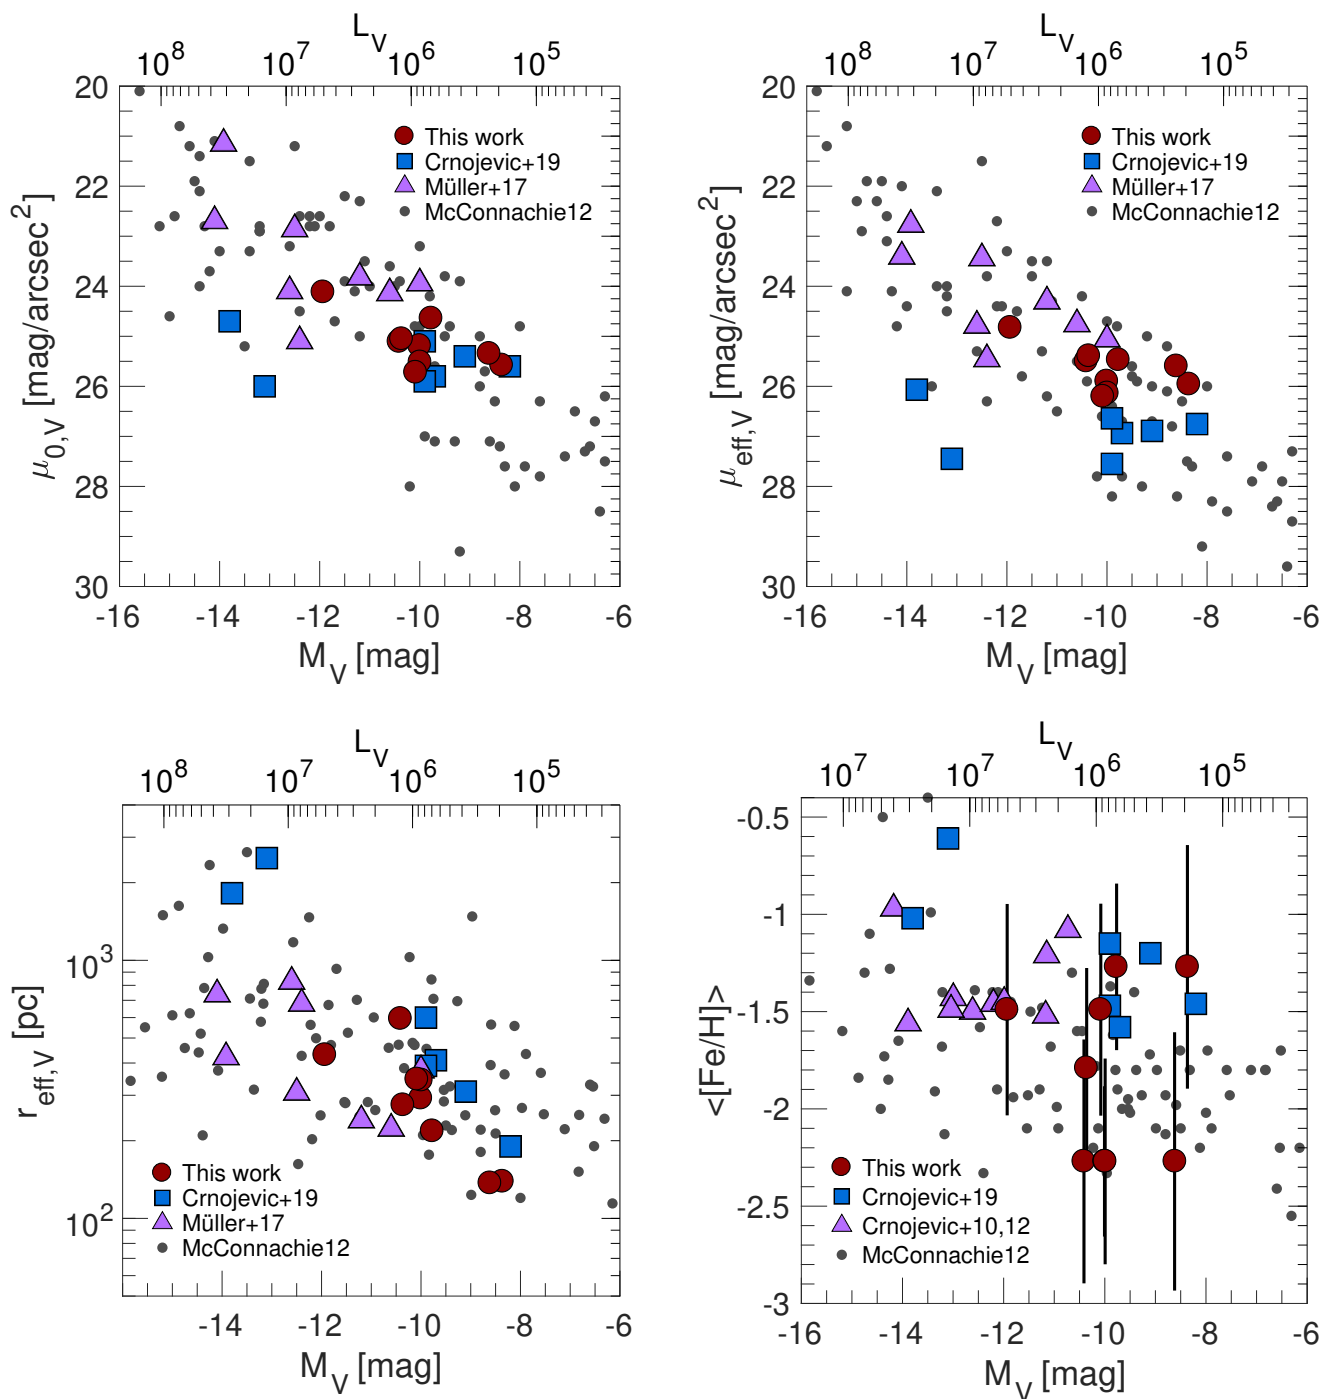 L_V
10^8 10^7 10^6 10^5
20
22
24
26
28
30
μ_0,V [mag/arcsec^2]
This work
Crnojevic+19
Müller+17
McConnachie12
-16 -14 -12 -10 -8 -6
M_V [mag]
L_V
10^8 10^7 10^6 10^5
20
22
24
26
28
30
μ_eff,V [mag/arcsec^2]
This work
Crnojevic+19
Müller+17
McConnachie12
-16 -14 -12 -10 -8 -6
M_V [mag]
L_V
10^8 10^7 10^6 10^5
10^3
10^2
r_eff,V [pc]
This work
Crnojevic+19
Müller+17
McConnachie12
-14 -12 -10 -8 -6
M_V [mag]
L_V
10^7 10^7 10^6 10^5
-0.5
-1
-1.5
-2
-2.5
-3
<[Fe/H]>
This work
Crnojevic+19
Crnojevic+10,12
McConnachie12
-16 -14 -12 -10 -8 -6
M_V [mag]